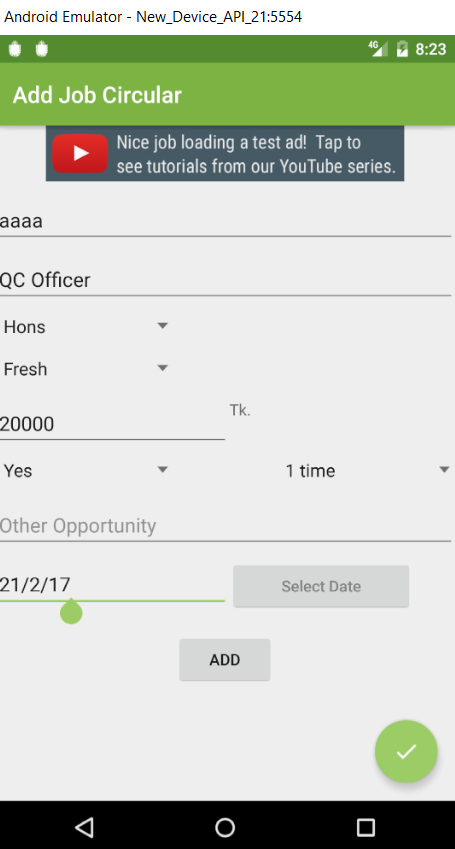 Android Emulator - New_Device_API_21:5554
4G 8:23
Add Job Circular
Nice job loading a test ad! Tap to
see tutorials from our YouTube series.
aaaa
QC Officer
Hons
Fresh
20000 Tk.
Yes 1 time
Other Opportunity
21/2/17 Select Date
ADD